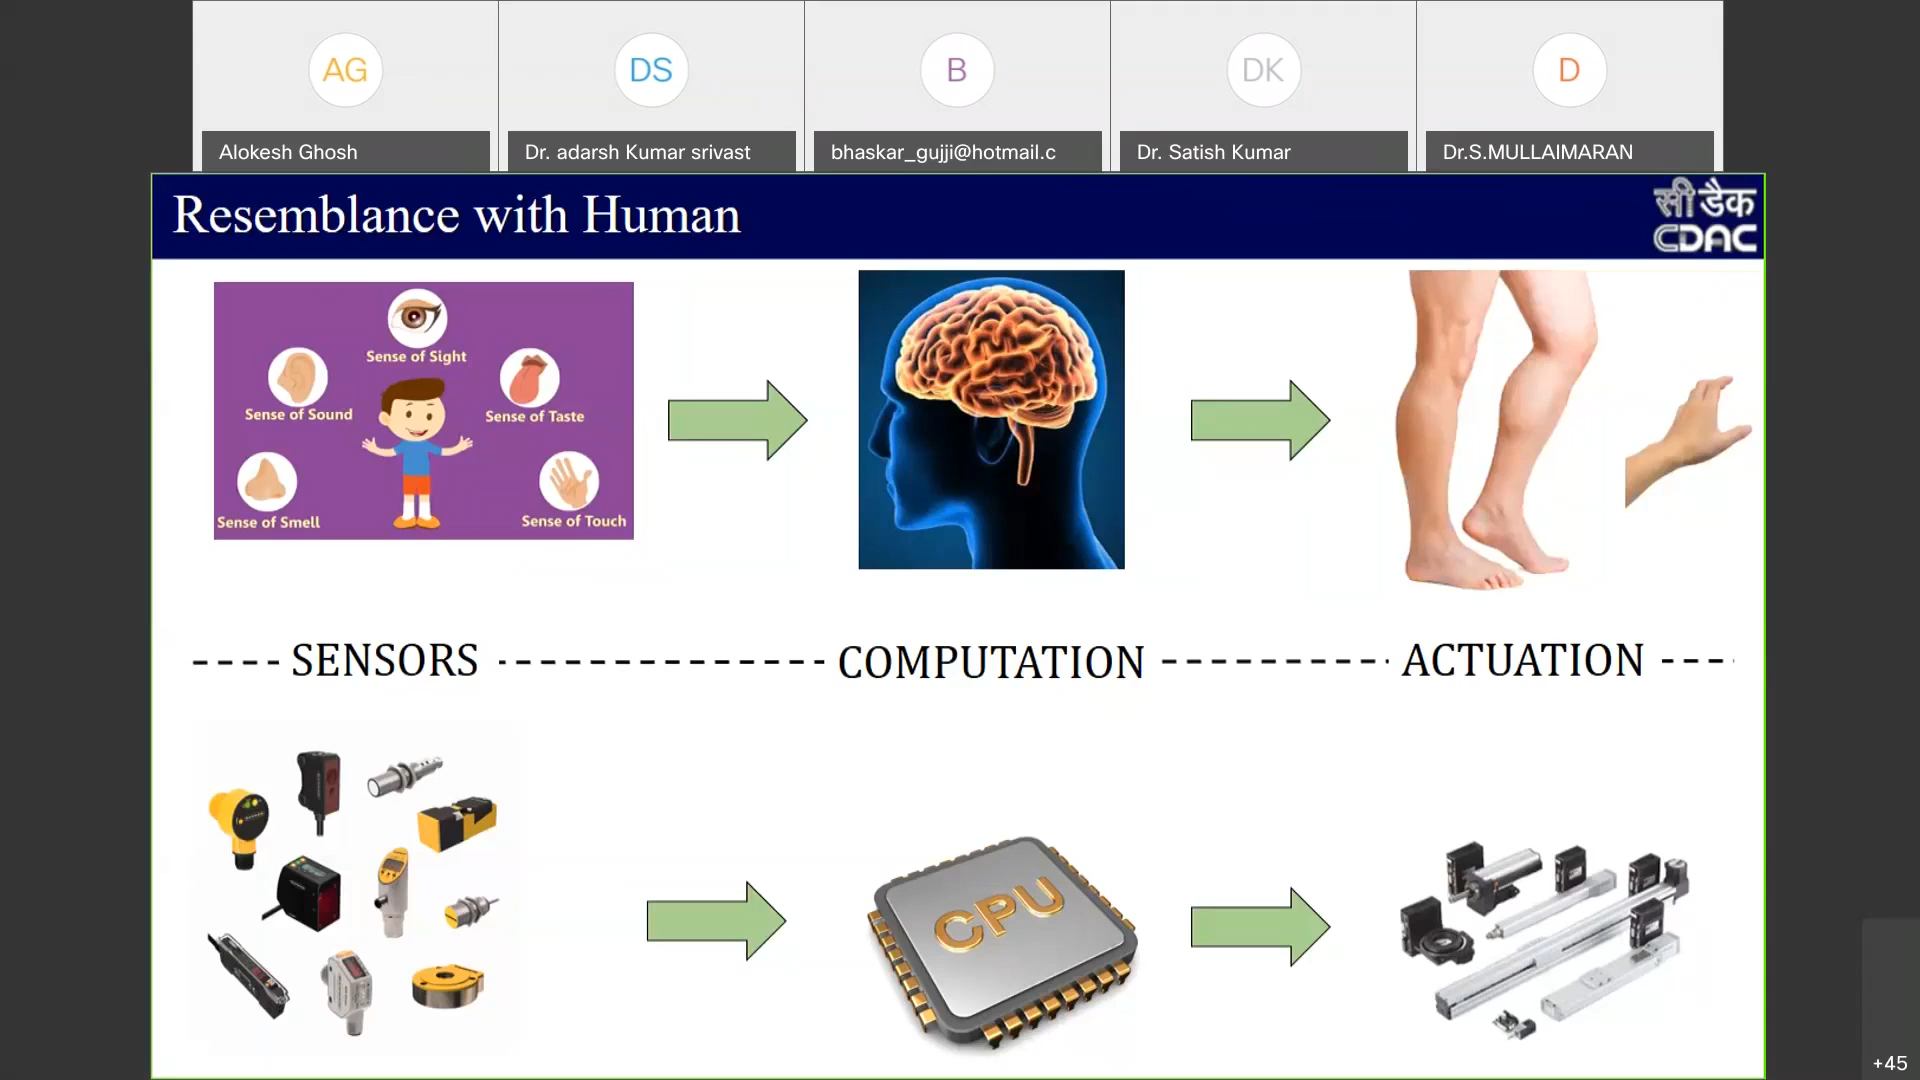 AG
DS
B
DK
D
Alokesh Ghosh
Dr. adarsh Kumar srivast
bhaskar_gujji@hotmail.c
Dr. Satish Kumar
Dr.S.MULLAIMARAN
Resemblance with Human
सी डैक
CDAC
Sense of Sight
Sense of Sound
Sense of Taste
Sense of Smell
Sense of Touch
SENSORS
COMPUTATION
ACTUATION
CPU
+45